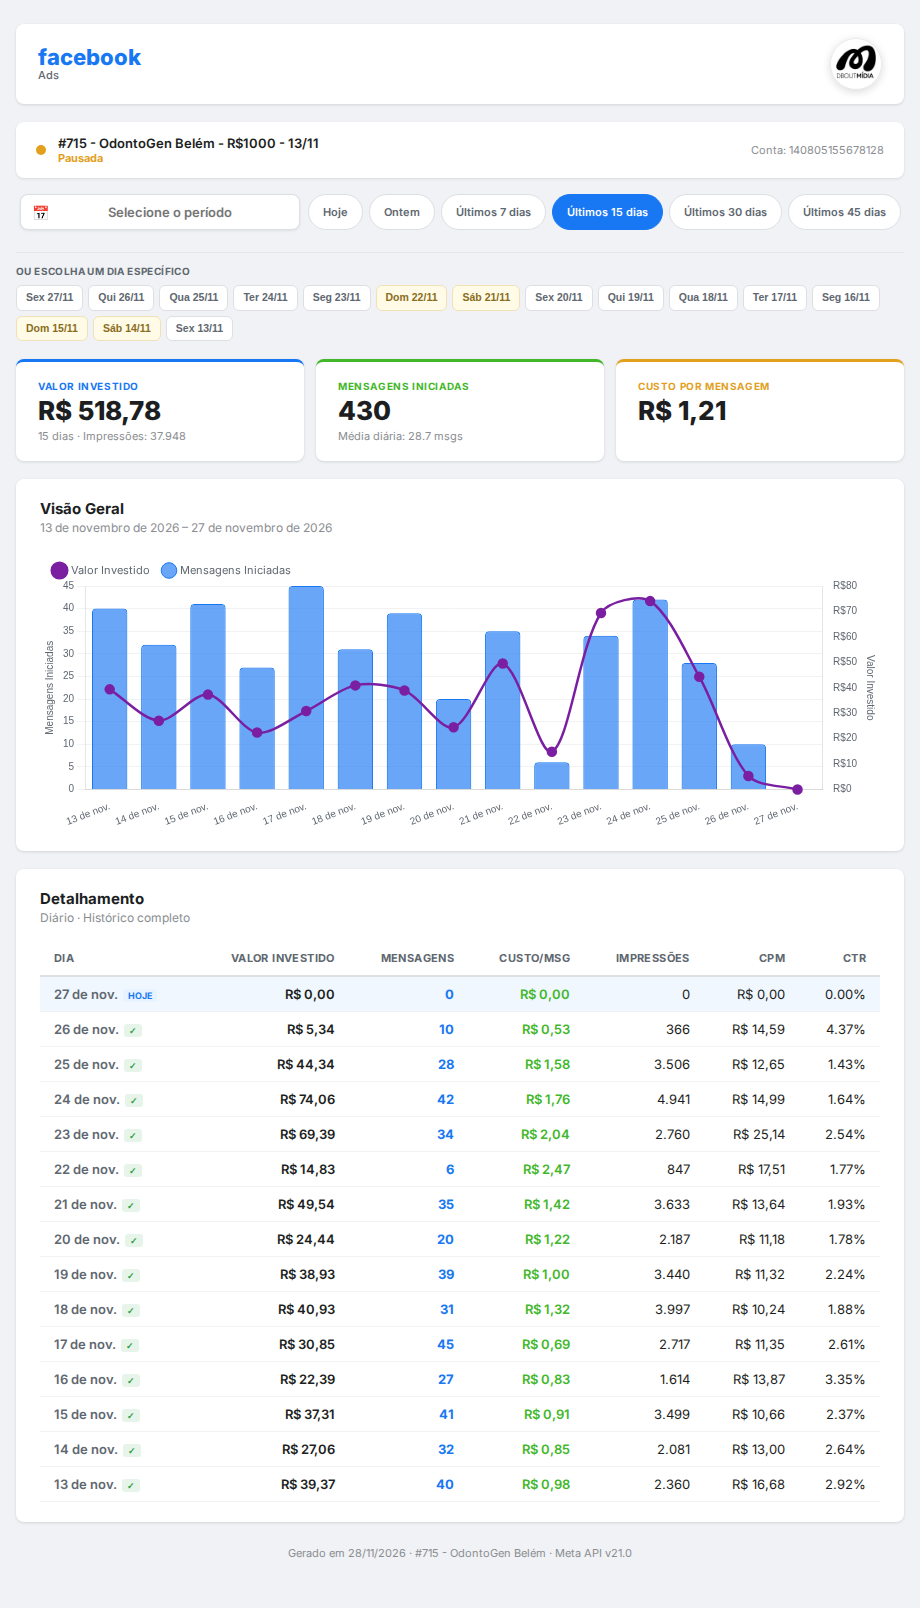 facebook
Ads
DBOUTMÍDIA
#715 - OdontoGen Belém - R$1000 - 13/11
Pausada
Conta: 140805155678128
📅 Selecione o período
Hoje
Ontem
Últimos 7 dias
Últimos 15 dias
Últimos 30 dias
Últimos 45 dias
OU ESCOLHA UM DIA ESPECÍFICO
Sex 27/11 Qui 26/11 Qua 25/11 Ter 24/11 Seg 23/11 Dom 22/11 Sáb 21/11 Sex 20/11 Qui 19/11 Qua 18/11 Ter 17/11 Seg 16/11
Dom 15/11 Sáb 14/11 Sex 13/11
VALOR INVESTIDO
R$ 518,78
15 dias · Impressões: 37.948
MENSAGENS INICIADAS
430
Média diária: 28.7 msgs
CUSTO POR MENSAGEM
R$ 1,21
Visão Geral
13 de novembro de 2026 – 27 de novembro de 2026
Valor Investido Mensagens Iniciadas
Mensagens Iniciadas
45
40
35
30
25
20
15
10
5
0
R$80
R$70
R$60
R$50
R$40
R$30
R$20
R$10
R$0
Valor Investido
13 de nov. 14 de nov. 15 de nov. 16 de nov. 17 de nov. 18 de nov. 19 de nov. 20 de nov. 21 de nov. 22 de nov. 23 de nov. 24 de nov. 25 de nov. 26 de nov. 27 de nov.
Detalhamento
Diário · Histórico completo
DIA VALOR INVESTIDO MENSAGENS CUSTO/MSG IMPRESSÕES CPM CTR
27 de nov. HOJE R$ 0,00 0 R$ 0,00 0 R$ 0,00 0.00%
26 de nov. ✓ R$ 5,34 10 R$ 0,53 366 R$ 14,59 4.37%
25 de nov. ✓ R$ 44,34 28 R$ 1,58 3.506 R$ 12,65 1.43%
24 de nov. ✓ R$ 74,06 42 R$ 1,76 4.941 R$ 14,99 1.64%
23 de nov. ✓ R$ 69,39 34 R$ 2,04 2.760 R$ 25,14 2.54%
22 de nov. ✓ R$ 14,83 6 R$ 2,47 847 R$ 17,51 1.77%
21 de nov. ✓ R$ 49,54 35 R$ 1,42 3.633 R$ 13,64 1.93%
20 de nov. ✓ R$ 24,44 20 R$ 1,22 2.187 R$ 11,18 1.78%
19 de nov. ✓ R$ 38,93 39 R$ 1,00 3.440 R$ 11,32 2.24%
18 de nov. ✓ R$ 40,93 31 R$ 1,32 3.997 R$ 10,24 1.88%
17 de nov. ✓ R$ 30,85 45 R$ 0,69 2.717 R$ 11,35 2.61%
16 de nov. ✓ R$ 22,39 27 R$ 0,83 1.614 R$ 13,87 3.35%
15 de nov. ✓ R$ 37,31 41 R$ 0,91 3.499 R$ 10,66 2.37%
14 de nov. ✓ R$ 27,06 32 R$ 0,85 2.081 R$ 13,00 2.64%
13 de nov. ✓ R$ 39,37 40 R$ 0,98 2.360 R$ 16,68 2.92%
Gerado em 28/11/2026 · #715 - OdontoGen Belém · Meta API v21.0